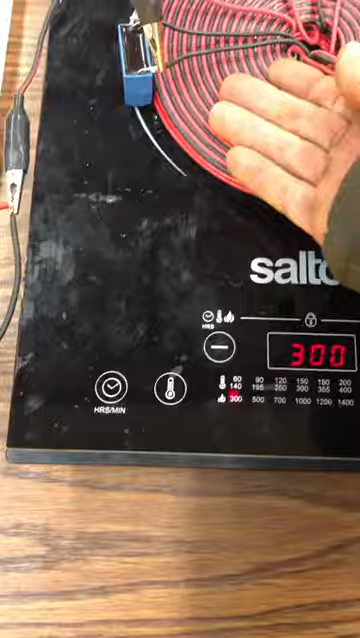 salto
HRS
300
60 90 120 150 180 200
140 195 250 300 355 400
300 500 700 1000 1200 1400
HRS/MIN